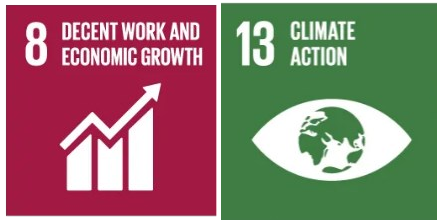 8 DECENT WORK AND
ECONOMIC GROWTH
13 CLIMATE
ACTION